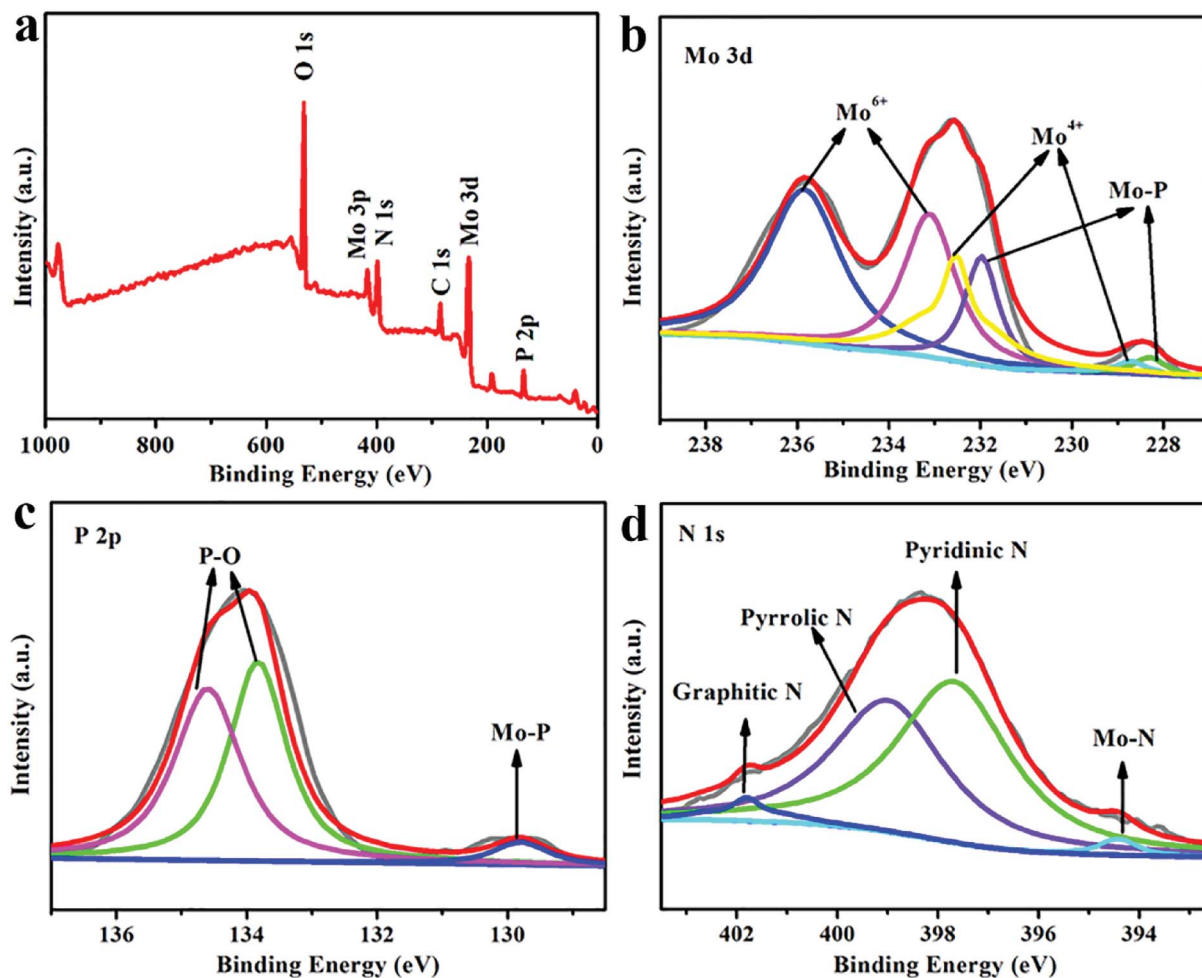 a
O 1s
Mo 3p
N 1s
C 1s
Mo 3d
P 2p
Intensity (a.u.)
1000 800 600 400 200 0
Binding Energy (eV)
b
Mo 3d
Mo⁶⁺
Mo⁴⁺
Mo-P
Intensity (a.u.)
238 236 234 232 230 228
Binding Energy (eV)
c
P 2p
P-O
Mo-P
Intensity (a.u.)
136 134 132 130
Binding Energy (eV)
d
N 1s
Pyridinic N
Pyrrolic N
Graphitic N
Mo-N
Intensity (a.u.)
402 400 398 396 394
Binding Energy (eV)